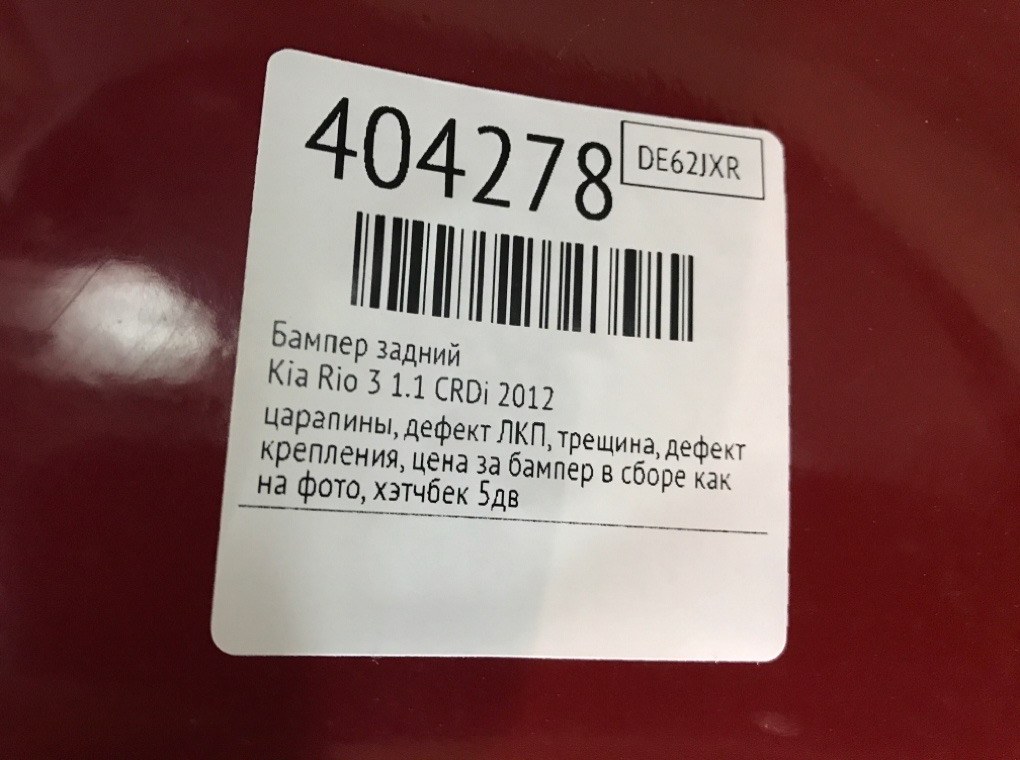 404278
DE62JXR
Бампер задний
Kia Rio 3 1.1 CRDi 2012
царапины, дефект ЛКП, трещина, дефект
крепления, цена за бампер в сборе как
на фото, хэтчбек 5дв